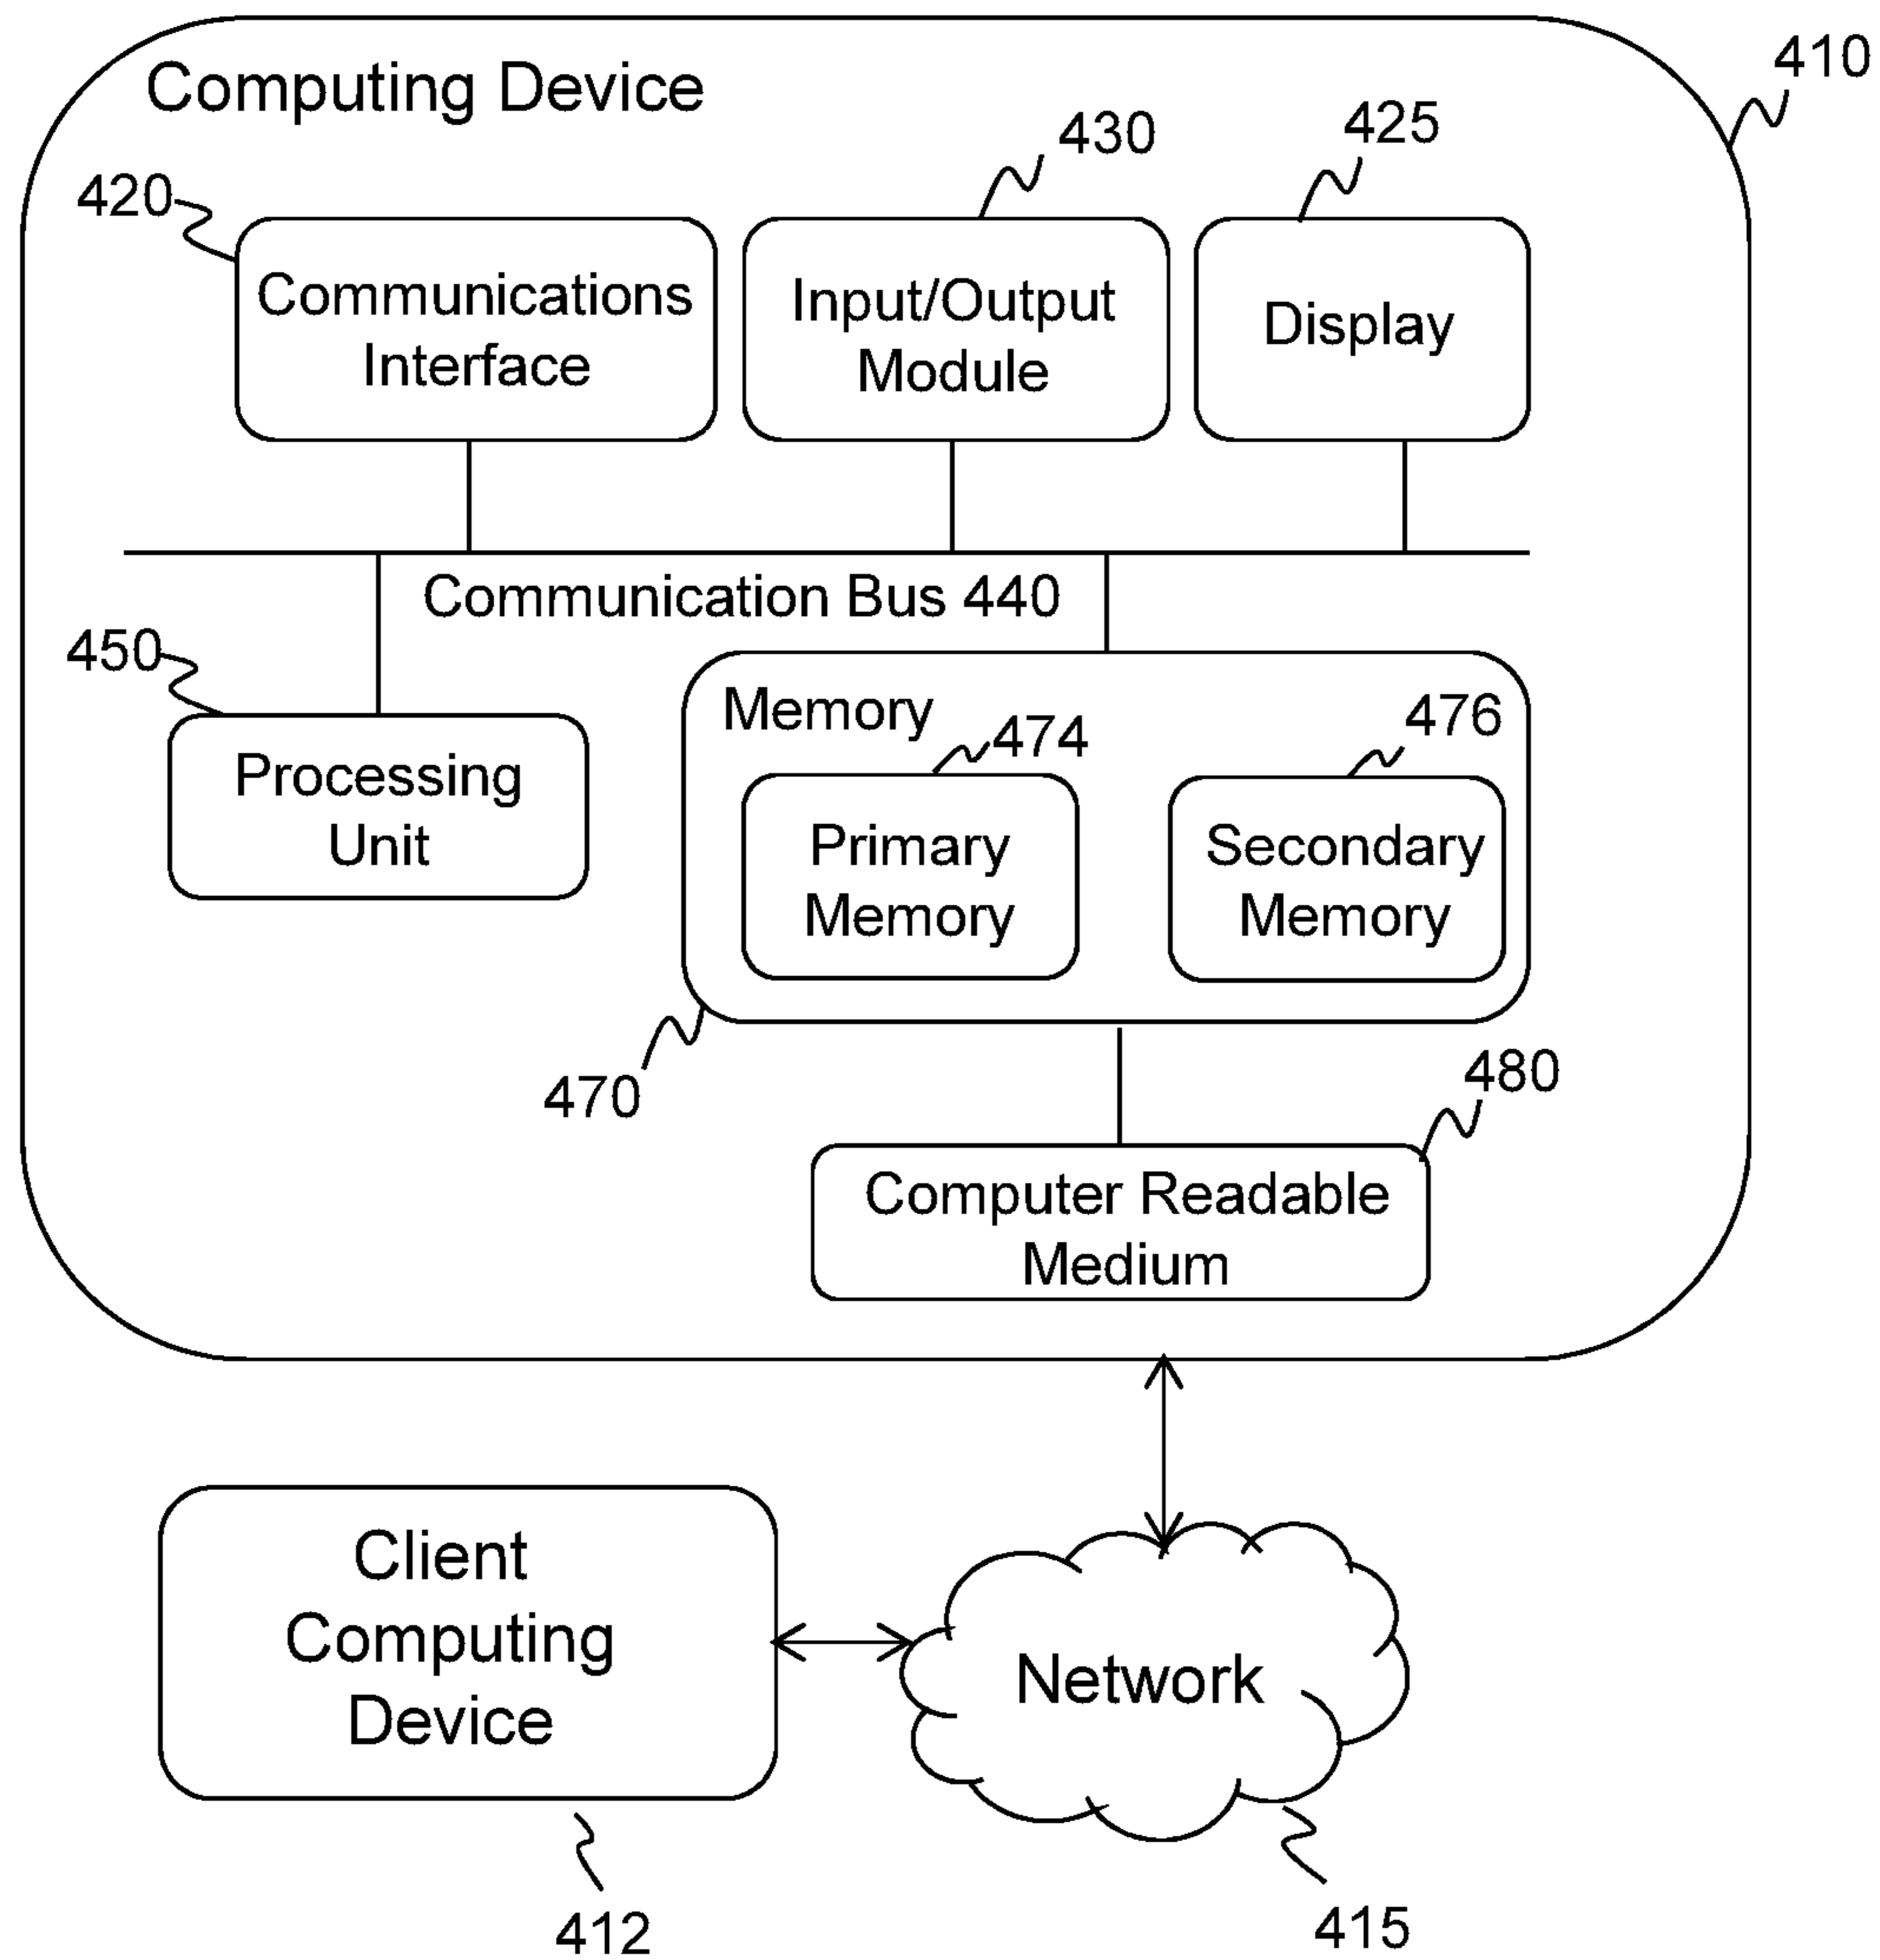 Computing Device
410
430
425
420
Communications
Interface
Input/Output
Module
Display
Communication Bus 440
450
Processing
Unit
Memory
474
476
Primary
Memory
Secondary
Memory
470
480
Computer Readable
Medium
Client
Computing
Device
Network
412
415